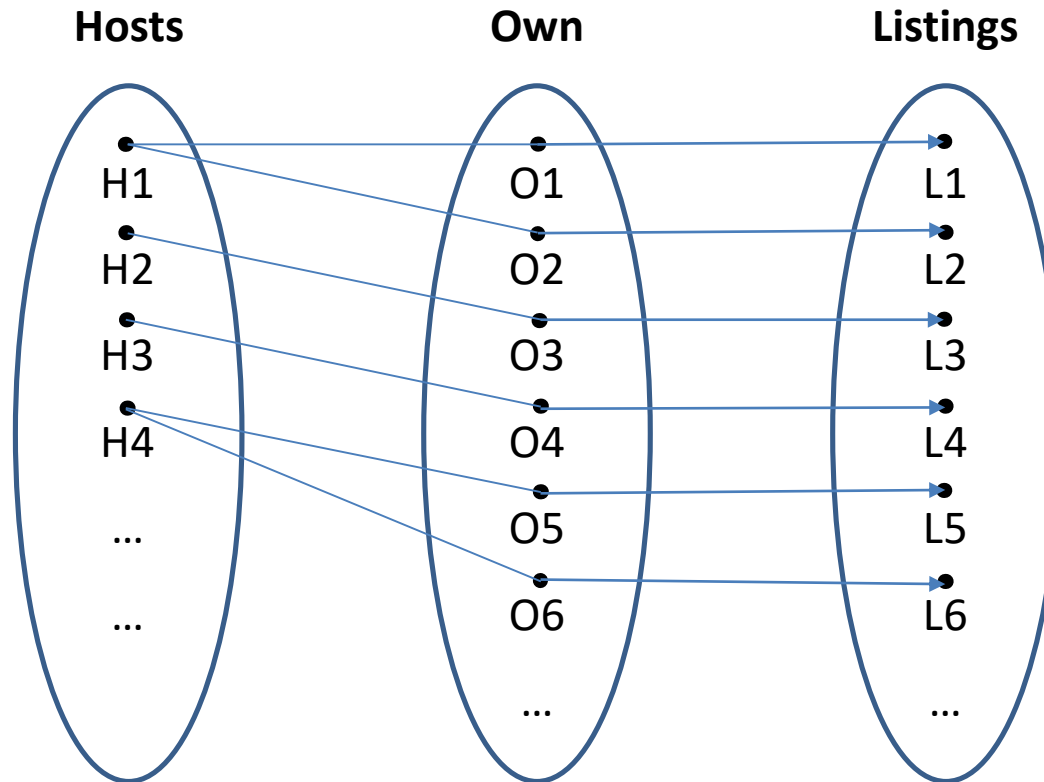 Hosts Own Listings
H1 O1 L1
H2 O2 L2
H3 O3 L3
H4 O4 L4
... O5 L5
... O6 L6
... ...